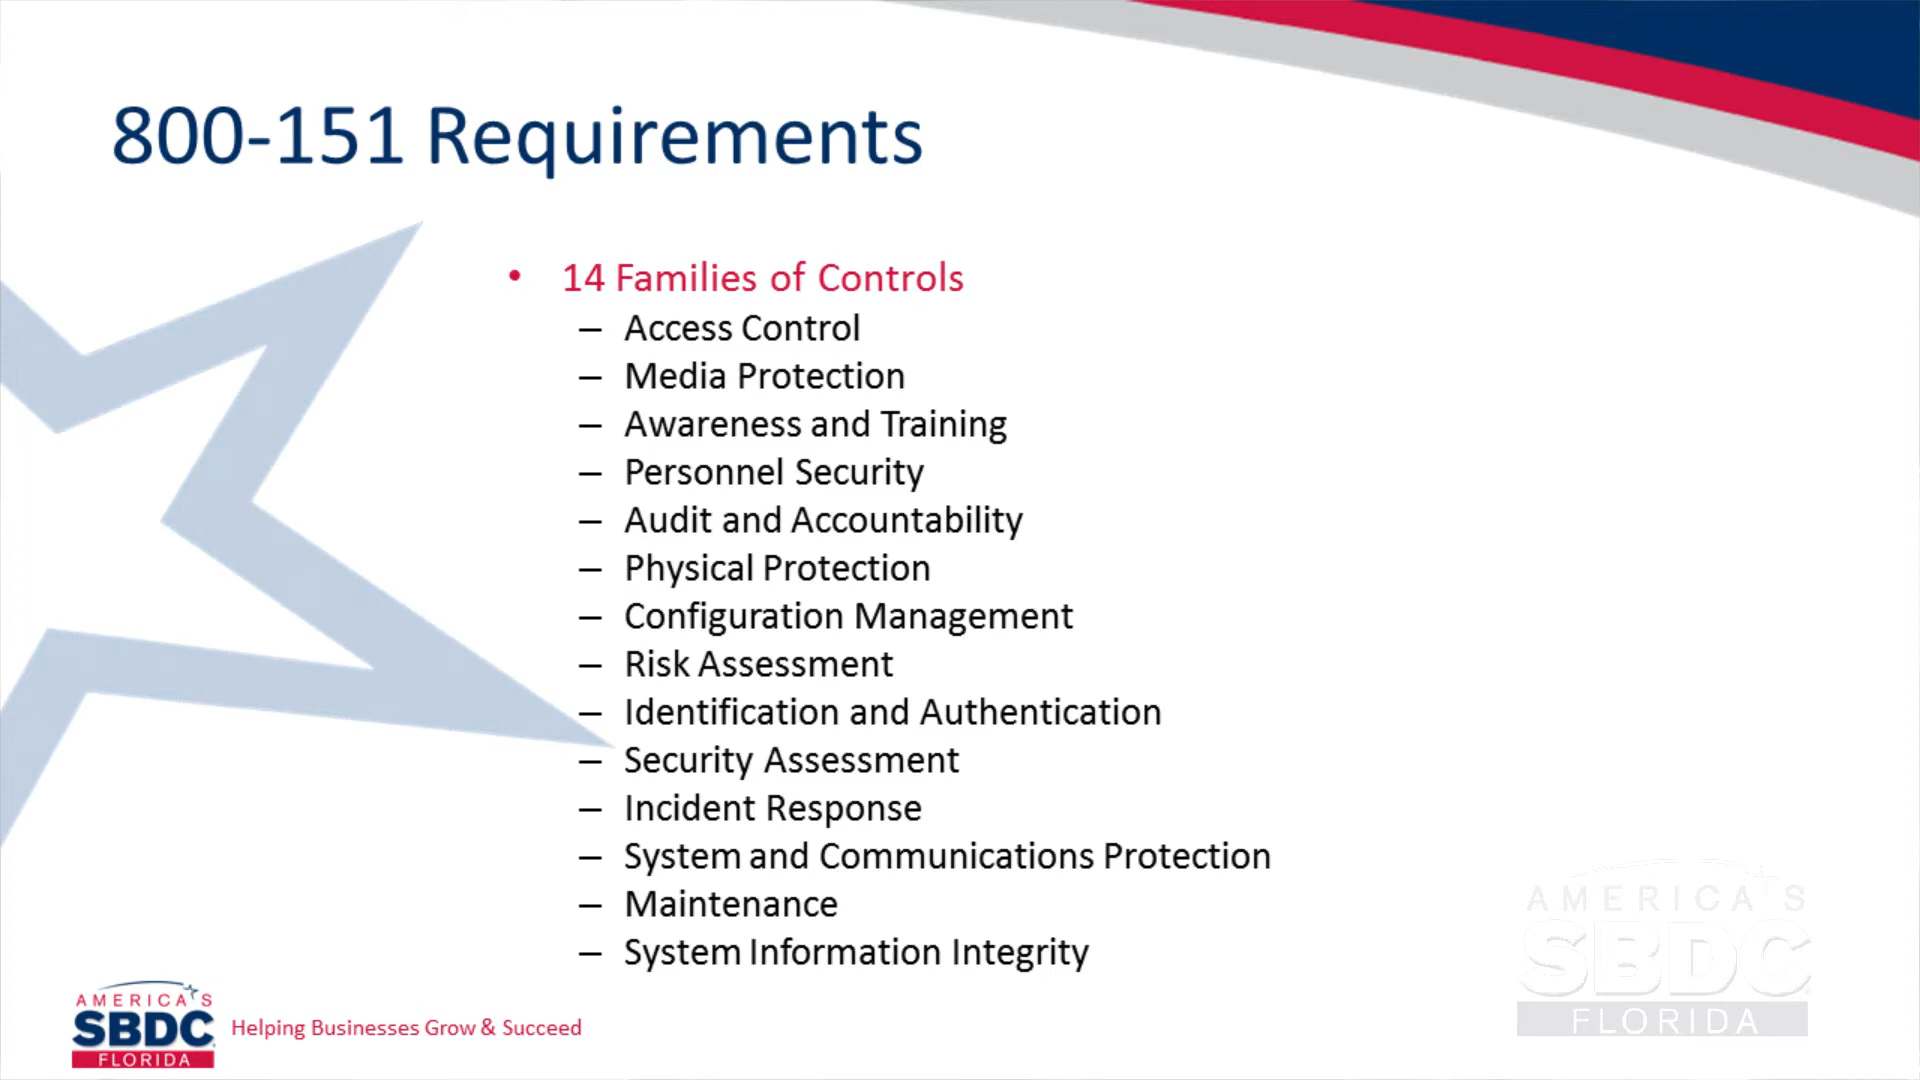 800-151 Requirements
• 14 Families of Controls
– Access Control
– Media Protection
– Awareness and Training
– Personnel Security
– Audit and Accountability
– Physical Protection
– Configuration Management
– Risk Assessment
– Identification and Authentication
– Security Assessment
– Incident Response
– System and Communications Protection
– Maintenance
– System Information Integrity
AMERICA'S
SBDC
FLORIDA
Helping Businesses Grow & Succeed
AMERICA'S
SBDC
FLORIDA